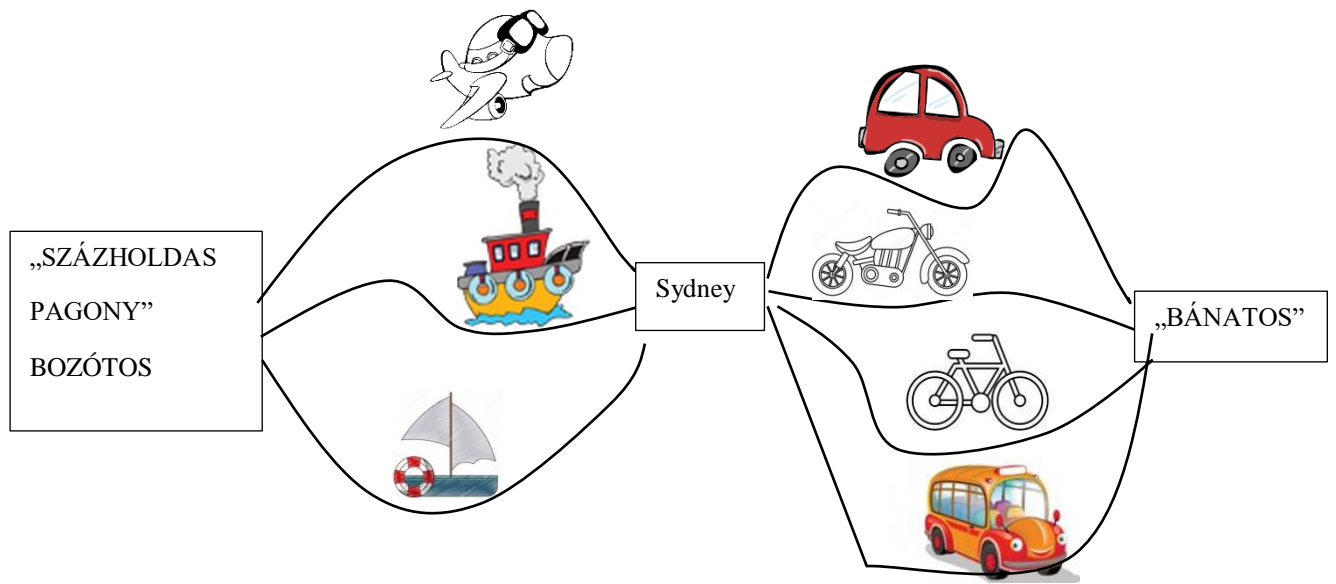 „SZÁZHOLDAS
PAGONY”
BOZÓTOS
Sydney
„BÁNATOS”